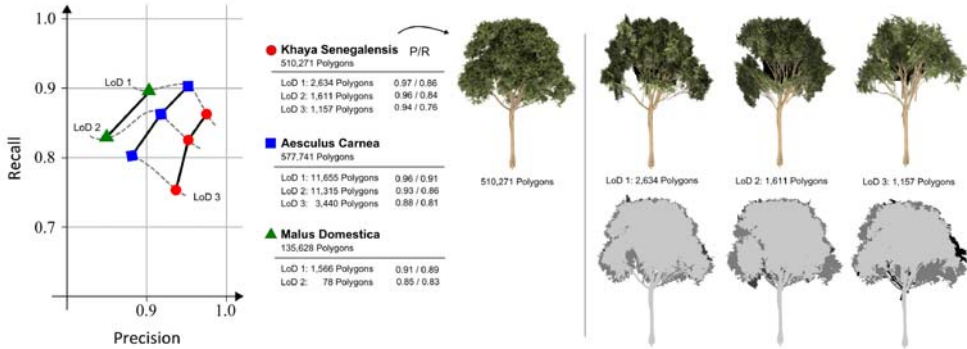 1.0
0.9
0.8
0.7
Recall
LoD 1
LoD 2
LoD 3
0.9
1.0
Precision
Khaya Senegalensis P/R
510,271 Polygons
LoD 1: 2,634 Polygons 0.97 / 0.86
LoD 2: 1,611 Polygons 0.96 / 0.84
LoD 3: 1,157 Polygons 0.94 / 0.76
Aesculus Carnea
577,741 Polygons
LoD 1: 11,655 Polygons 0.96 / 0.91
LoD 2: 11,315 Polygons 0.93 / 0.86
LoD 3: 3,440 Polygons 0.88 / 0.81
Malus Domestica
135,628 Polygons
LoD 1: 1,566 Polygons 0.91 / 0.89
LoD 2: 78 Polygons 0.85 / 0.83
510,271 Polygons
LoD 1: 2,634 Polygons
LoD 2: 1,611 Polygons
LoD 3: 1,157 Polygons